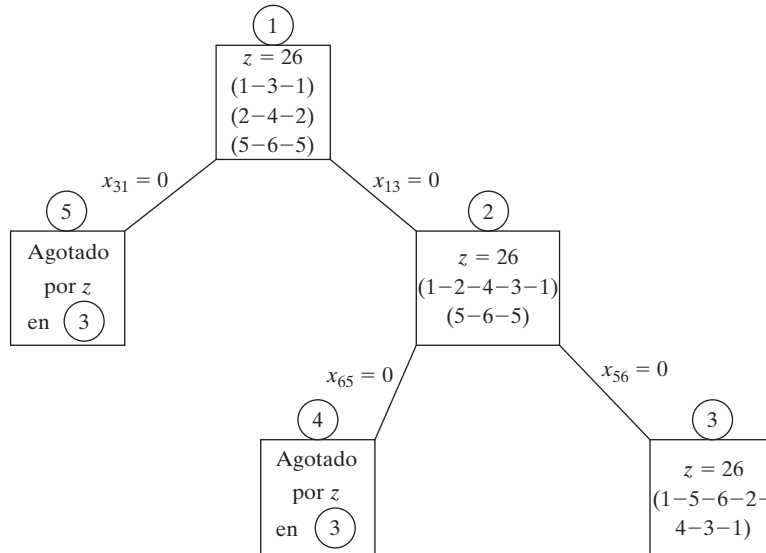 1
z = 26
(1−3−1)
(2−4−2)
(5−6−5)
x31 = 0
x13 = 0
5
Agotado
por z
en 3
2
z = 26
(1−2−4−3−1)
(5−6−5)
x65 = 0
x56 = 0
4
Agotado
por z
en 3
3
z = 26
(1−5−6−2−
4−3−1)